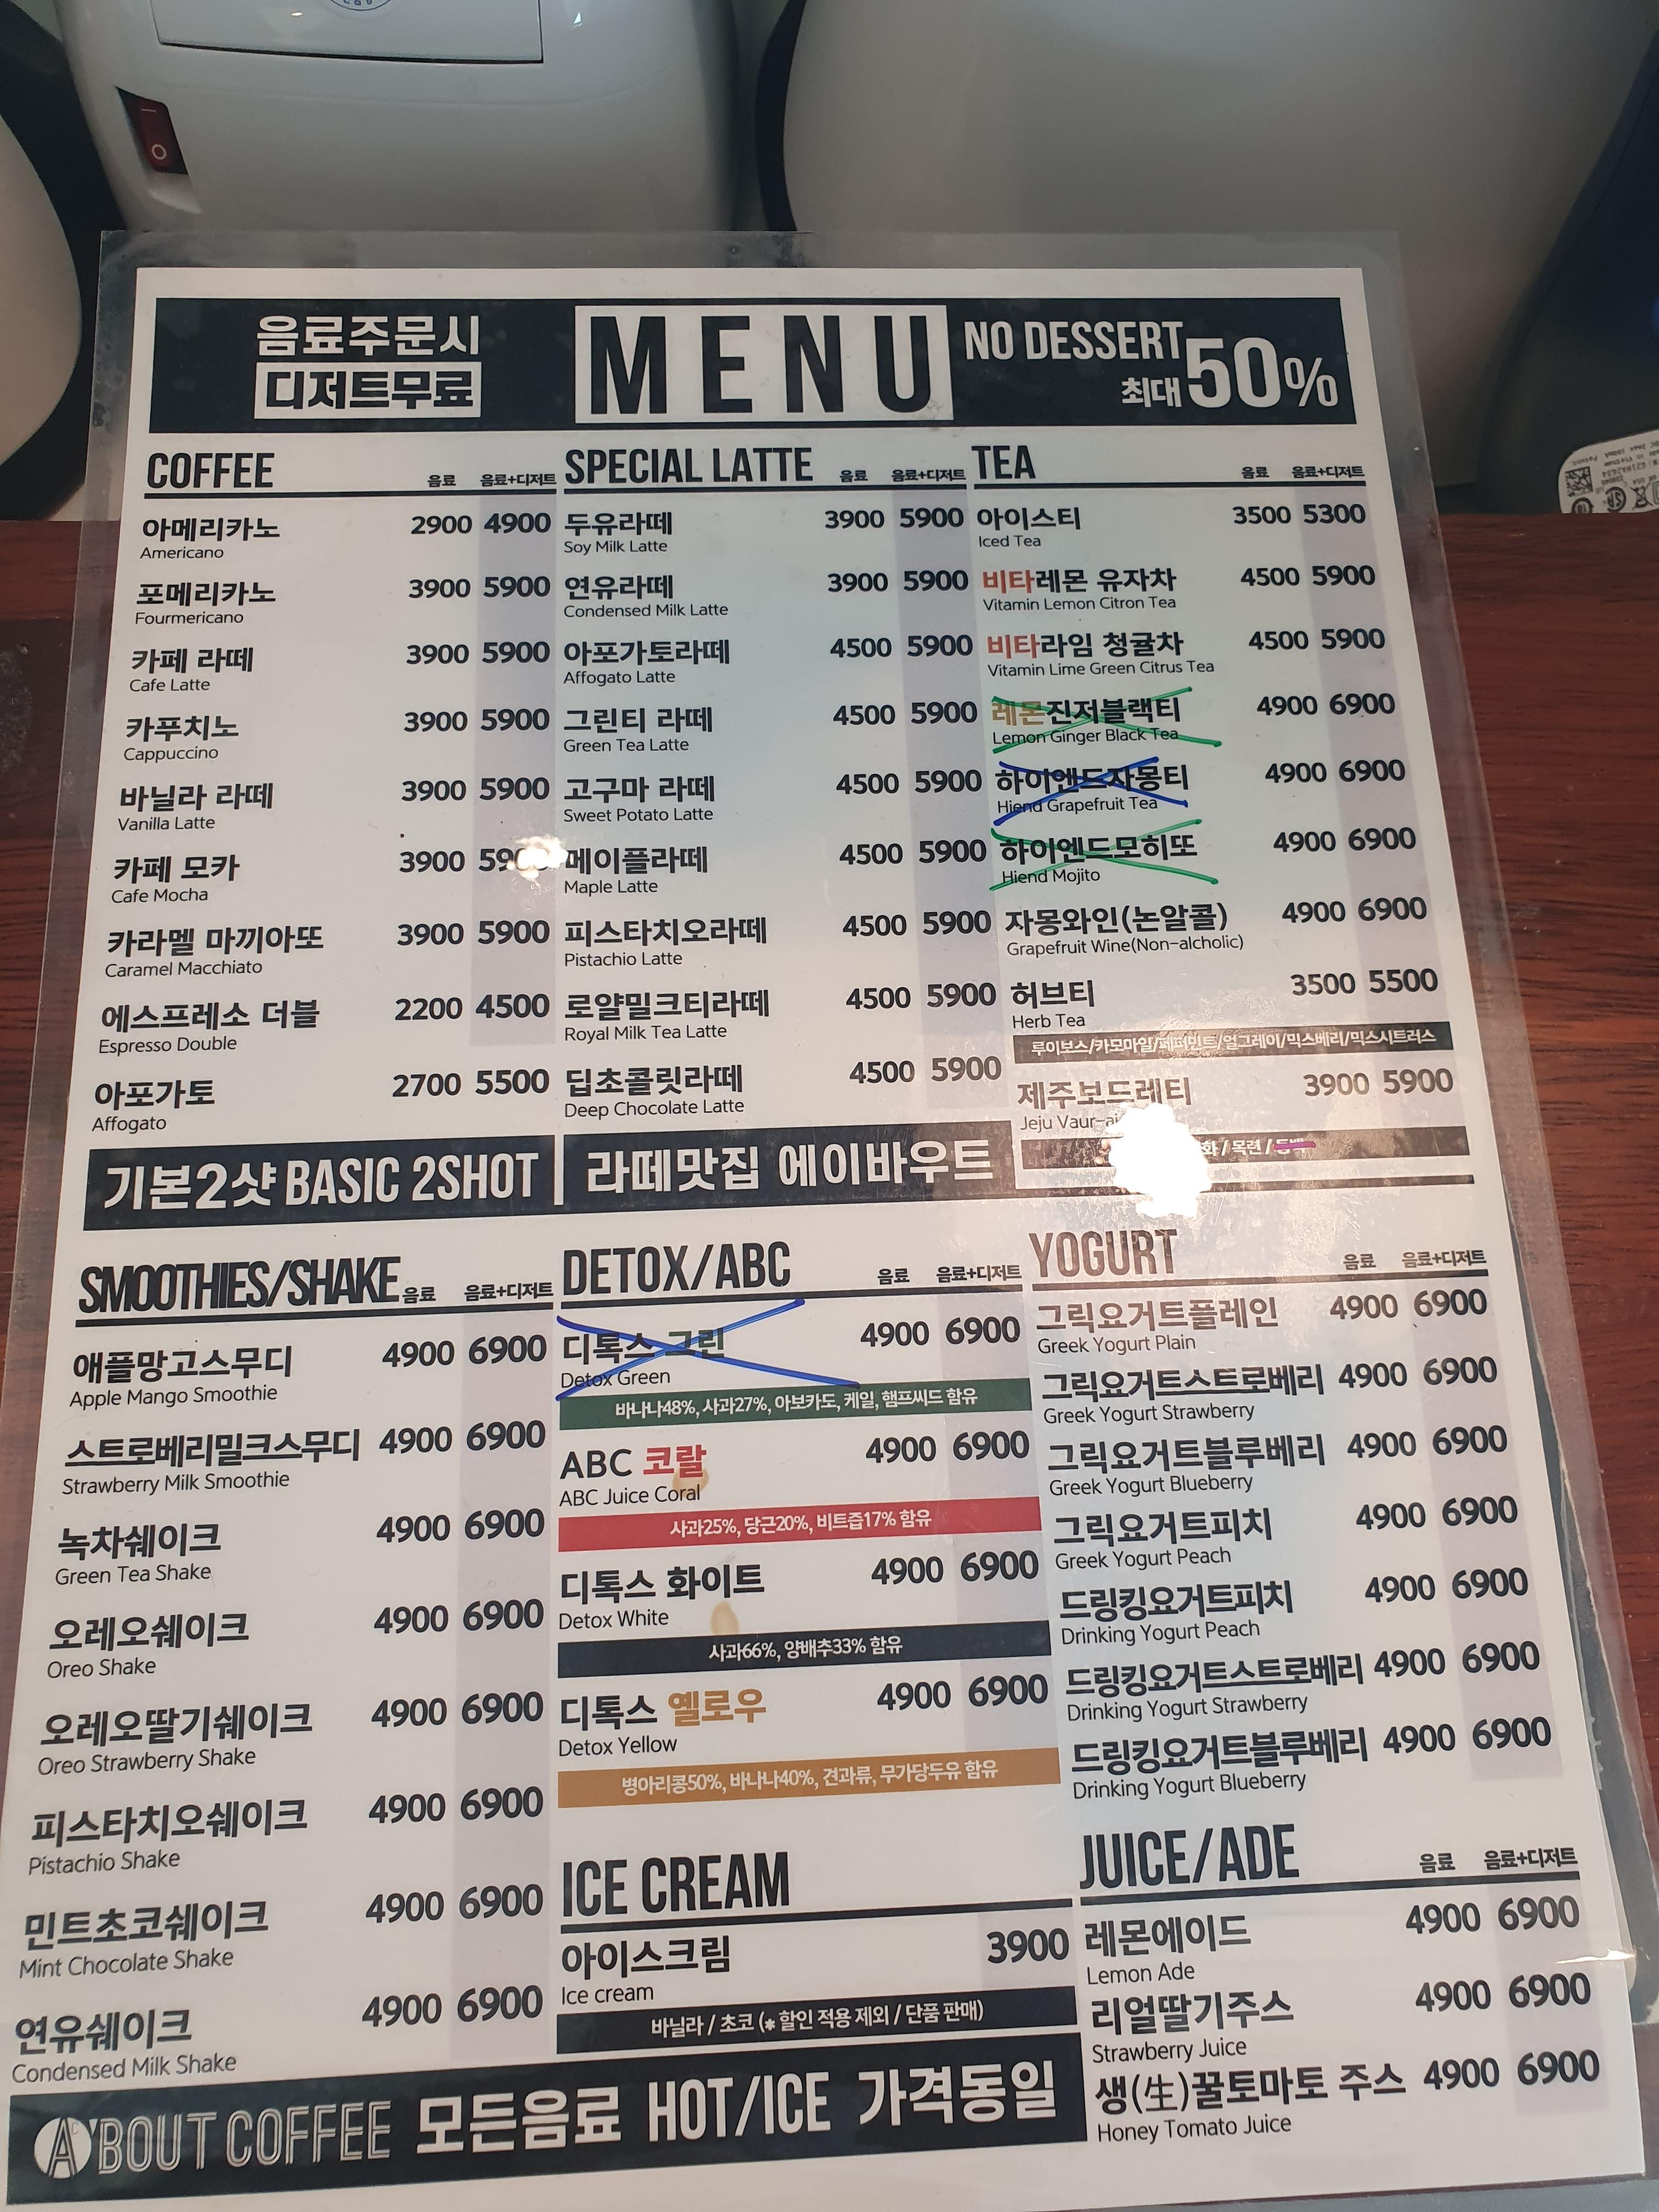 음료주문시
디저트무료
MENU
NO DESSERT
최대 50%
COFFEE 음료 음료+디저트
아메리카노 2900 4900
Americano
포메리카노 3900 5900
Fourmericano
카페 라떼 3900 5900
Cafe Latte
카푸치노 3900 5900
Cappuccino
바닐라 라떼 3900 5900
Vanilla Latte
카페 모카 3900
Cafe Mocha
카라멜 마끼아또 3900 5900
Caramel Macchiato
에스프레소 더블 2200 4500
Espresso Double
아포가토 2700 5500
Affogato
SPECIAL LATTE 음료 음료+디저트
두유라떼 3900 5900
Soy Milk Latte
연유라떼 3900 5900
Condensed Milk Latte
아포가토라떼 4500 5900
Affogato Latte
그린티 라떼 4500 5900
Green Tea Latte
고구마 라떼 4500 5900
Sweet Potato Latte
메이플라떼 4500 5900
Maple Latte
피스타치오라떼 4500 5900
Pistachio Latte
로얄밀크티라떼 4500 5900
Royal Milk Tea Latte
딥초콜릿라떼 4500 5900
Deep Chocolate Latte
TEA 음료 음료+디저트
아이스티 3500 5300
Iced Tea
비타레몬 유자차 4500 5900
Vitamin Lemon Citron Tea
비타라임 청귤차 4500 5900
Vitamin Lime Green Citrus Tea
레몬진저블랙티 4900 6900
Lemon Ginger Black Tea
하이엔드자몽티 4900 6900
Hiend Grapefruit Tea
하이엔드모히또 4900 6900
Hiend Mojito
자몽와인(논알콜) 4900 6900
Grapefruit Wine(Non-alcholic)
허브티 3500 5500
Herb Tea
루이보스/카모마일/페퍼민트/얼그레이/믹스베리/믹스시트러스
제주보드레티 3900 5900
Jeju
/ 목련 / 동백
기본2샷 BASIC 2SHOT | 라떼맛집 에이바우트
SMOOTHIES/SHAKE 음료 음료+디저트
애플망고스무디 4900 6900
Apple Mango Smoothie
스트로베리밀크스무디 4900 6900
Strawberry Milk Smoothie
녹차쉐이크 4900 6900
Green Tea Shake
오레오쉐이크 4900 6900
Oreo Shake
오레오딸기쉐이크 4900 6900
Oreo Strawberry Shake
피스타치오쉐이크 4900 6900
Pistachio Shake
민트초코쉐이크 4900 6900
Mint Chocolate Shake
연유쉐이크 4900 6900
Condensed Milk Shake
DETOX/ABC 음료 음료+디저트
디톡스 그린 4900 6900
Detox Green
바나나48%, 사과27%, 아보카도, 케일, 햄프씨드 함유
ABC 코랄 4900 6900
ABC Juice Coral
사과25%, 당근20%, 비트즙17% 함유
디톡스 화이트 4900 6900
Detox White
사과66%, 양배추33% 함유
디톡스 옐로우 4900 6900
Detox Yellow
병아리콩50%, 바나나40%, 견과류, 무가당두유 함유
ICE CREAM
아이스크림 3900
Ice cream
바닐라 / 초코 (* 할인 적용 제외 / 단품 판매)
YOGURT 음료 음료+디저트
그릭요거트플레인 4900 6900
Greek Yogurt Plain
그릭요거트스트로베리 4900 6900
Greek Yogurt Strawberry
그릭요거트블루베리 4900 6900
Greek Yogurt Blueberry
그릭요거트피치 4900 6900
Greek Yogurt Peach
드링킹요거트피치 4900 6900
Drinking Yogurt Peach
드링킹요거트스트로베리 4900 6900
Drinking Yogurt Strawberry
드링킹요거트블루베리 4900 6900
Drinking Yogurt Blueberry
JUICE/ADE 음료 음료+디저트
레몬에이드 4900 6900
Lemon Ade
리얼딸기주스 4900 6900
Strawberry Juice
생(生)꿀토마토 주스 4900 6900
Honey Tomato Juice
A'BOUT COFFEE 모든음료 HOT/ICE 가격동일